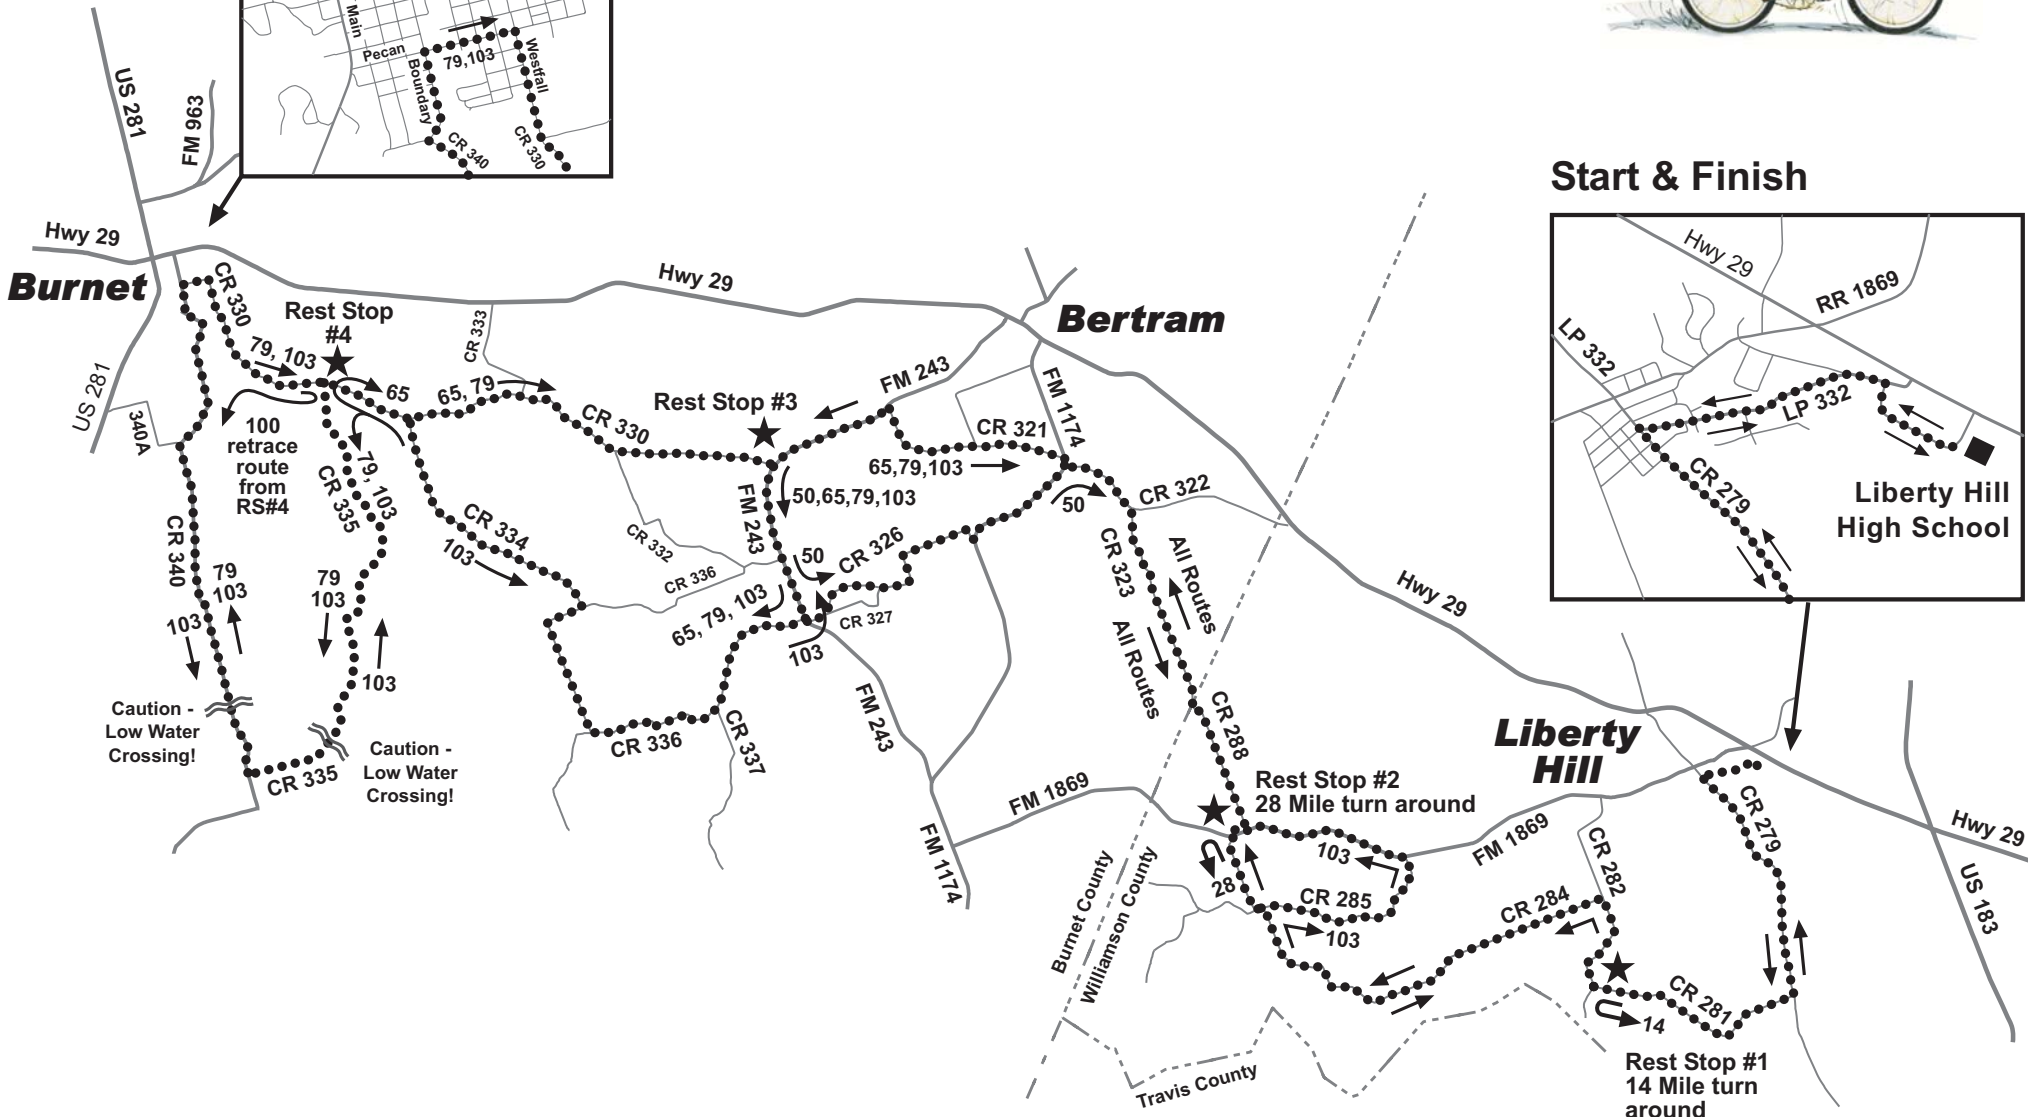 Main
Pecan
79,103
Boundary
Westfall
CR 340
CR 330
US 281
FM 963
Hwy 29
Burnet
US 281
340A
CR 330
Rest Stop
#4
79, 103
65
100
retrace
route
from
RS#4
CR 335
79, 103
CR 340
79
103
103
79
103
103
Caution -
Low Water
Crossing!
CR 335
Caution -
Low Water
Crossing!
CR 333
65, 79
CR 330
Hwy 29
Rest Stop #3
CR 334
103
CR 332
CR 336
FM 243
50,65,79,103
50
CR 326
65, 79, 103
CR 327
103
CR 336
CR 337
FM 243
Bertram
FM 243
FM 1174
CR 321
65,79,103
50
CR 322
CR 323
All Routes
All Routes
CR 288
Hwy 29
FM 1869
FM 1174
Burnet County
Williamson County
Travis County
Rest Stop #2
28 Mile turn around
103
28
CR 285
103
FM 1869
Liberty
Hill
CR 279
CR 282
CR 284
CR 281
14
Rest Stop #1
14 Mile turn
around
Hwy 29
US 183
Start & Finish
Hwy 29
RR 1869
LP 332
LP 332
CR 279
Liberty Hill
High School